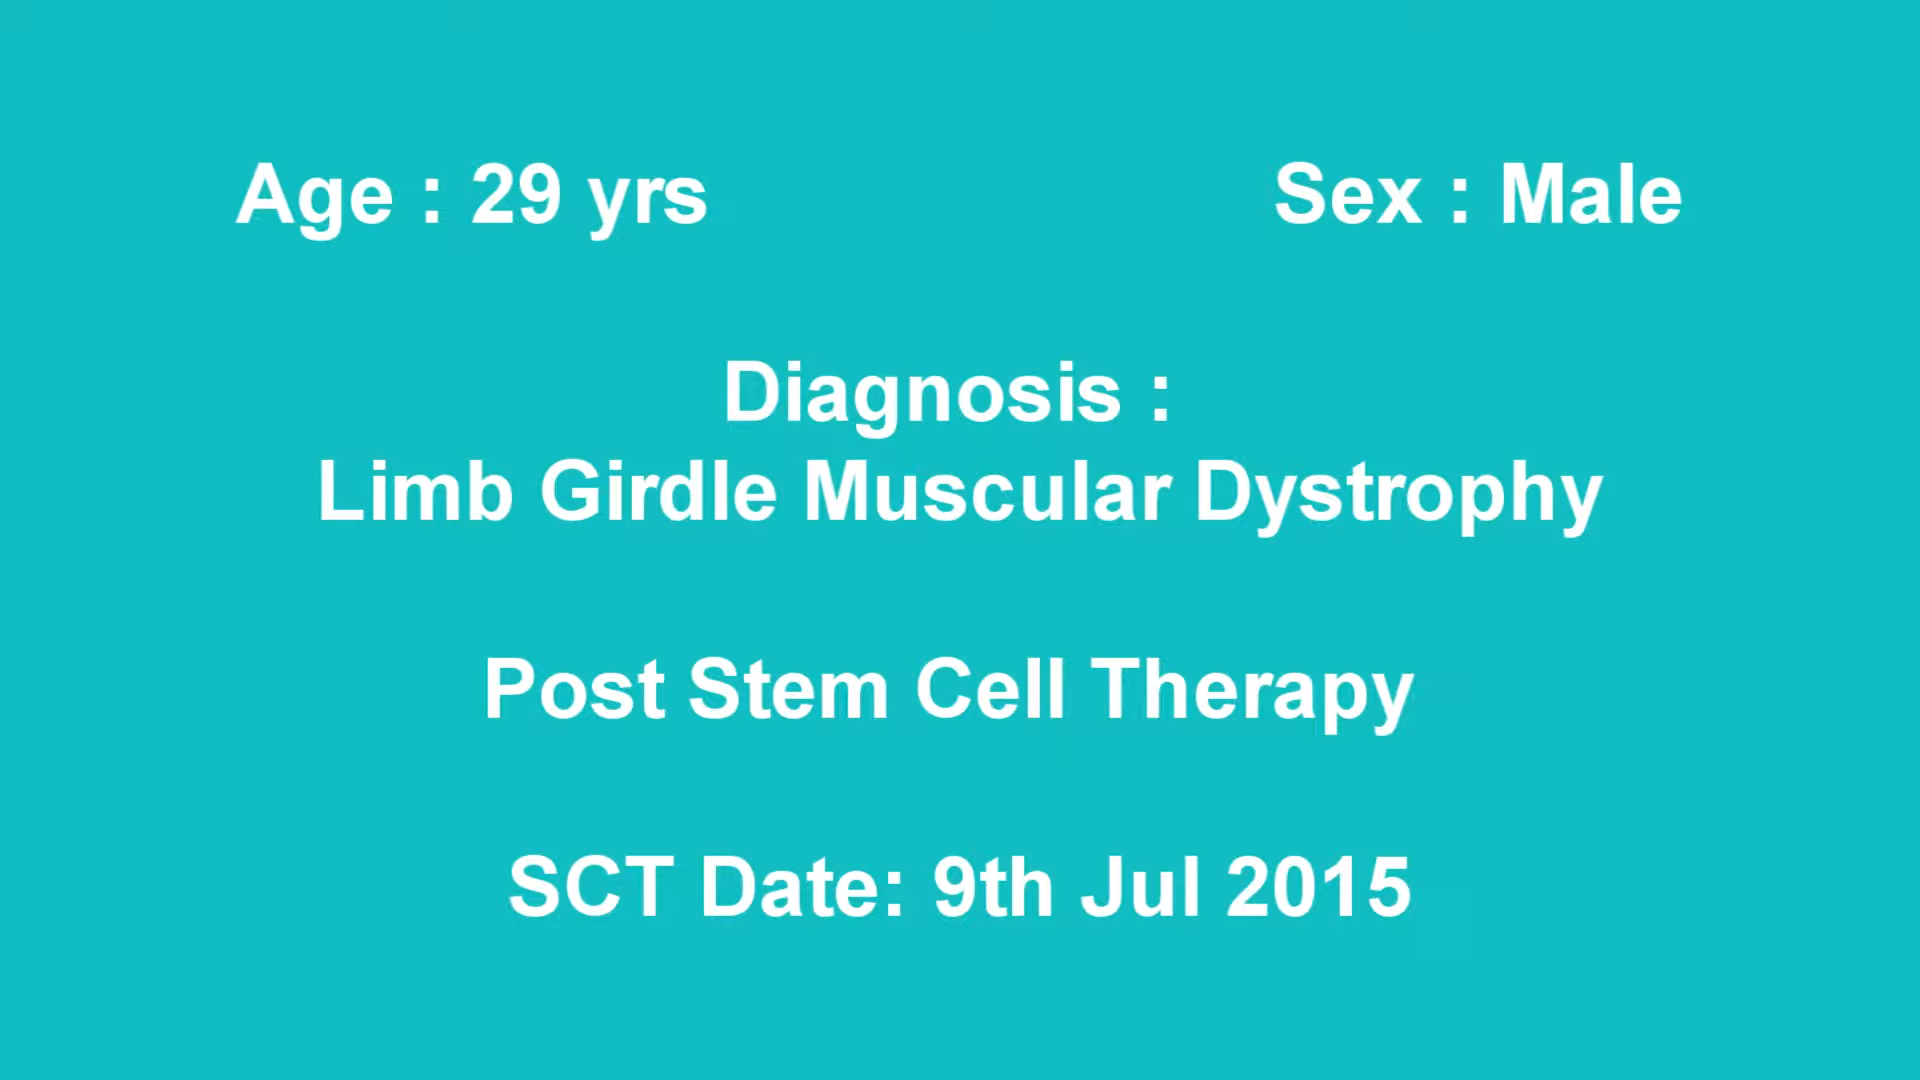 Age : 29 yrs Sex : Male
Diagnosis :
Limb Girdle Muscular Dystrophy
Post Stem Cell Therapy
SCT Date: 9th Jul 2015